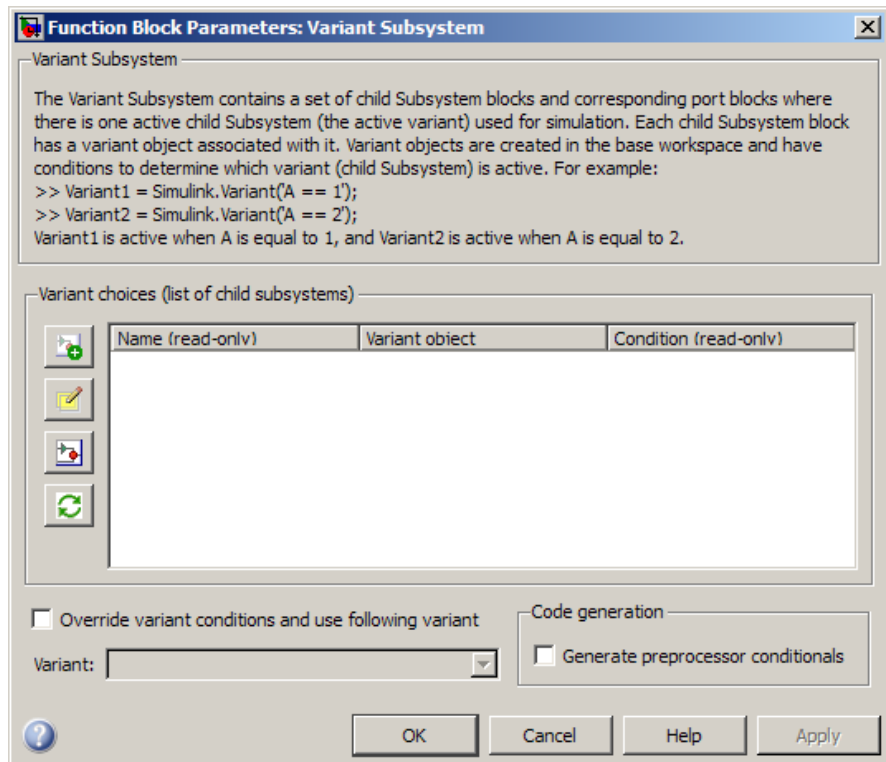 Function Block Parameters: Variant Subsystem
Variant Subsystem
The Variant Subsystem contains a set of child Subsystem blocks and corresponding port blocks where
there is one active child Subsystem (the active variant) used for simulation. Each child Subsystem block
has a variant object associated with it. Variant objects are created in the base workspace and have
conditions to determine which variant (child Subsystem) is active. For example:
>> Variant1 = Simulink.Variant('A == 1');
>> Variant2 = Simulink.Variant('A == 2');
Variant1 is active when A is equal to 1, and Variant2 is active when A is equal to 2.
Variant choices (list of child subsystems)
Name (read-only) Variant object Condition (read-only)
Override variant conditions and use following variant
Code generation
Variant:
Generate preprocessor conditionals
OK Cancel Help Apply